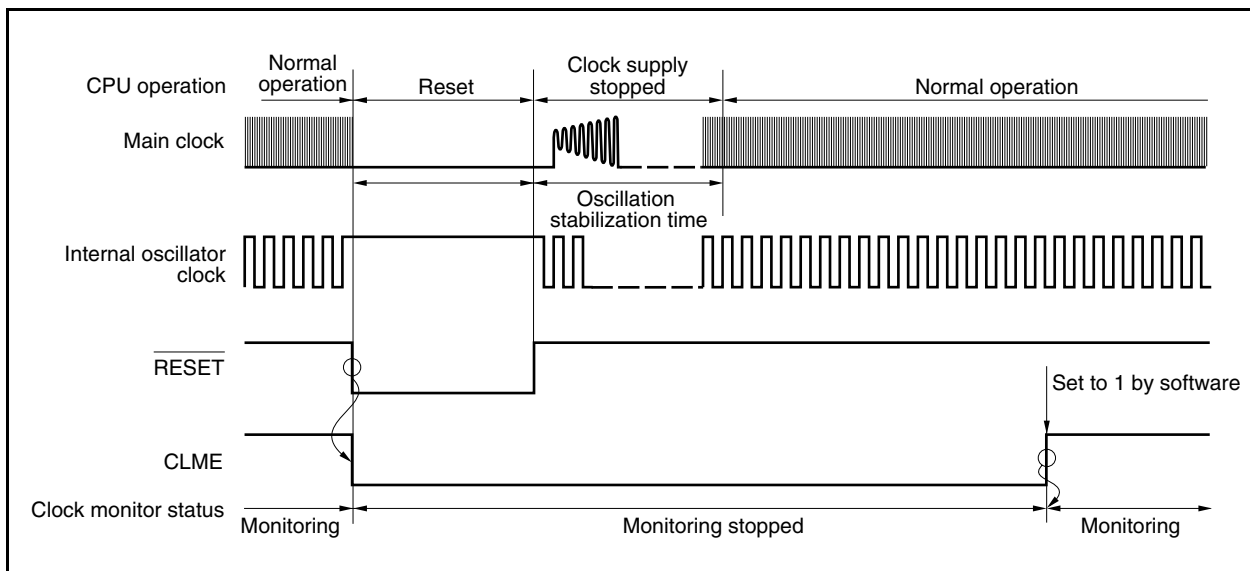 CPU operation
Normal
operation
Reset
Clock supply
stopped
Normal operation
Main clock
Oscillation
stabilization time
Internal oscillator
clock
RESET
Set to 1 by software
CLME
Clock monitor status
Monitoring
Monitoring stopped
Monitoring